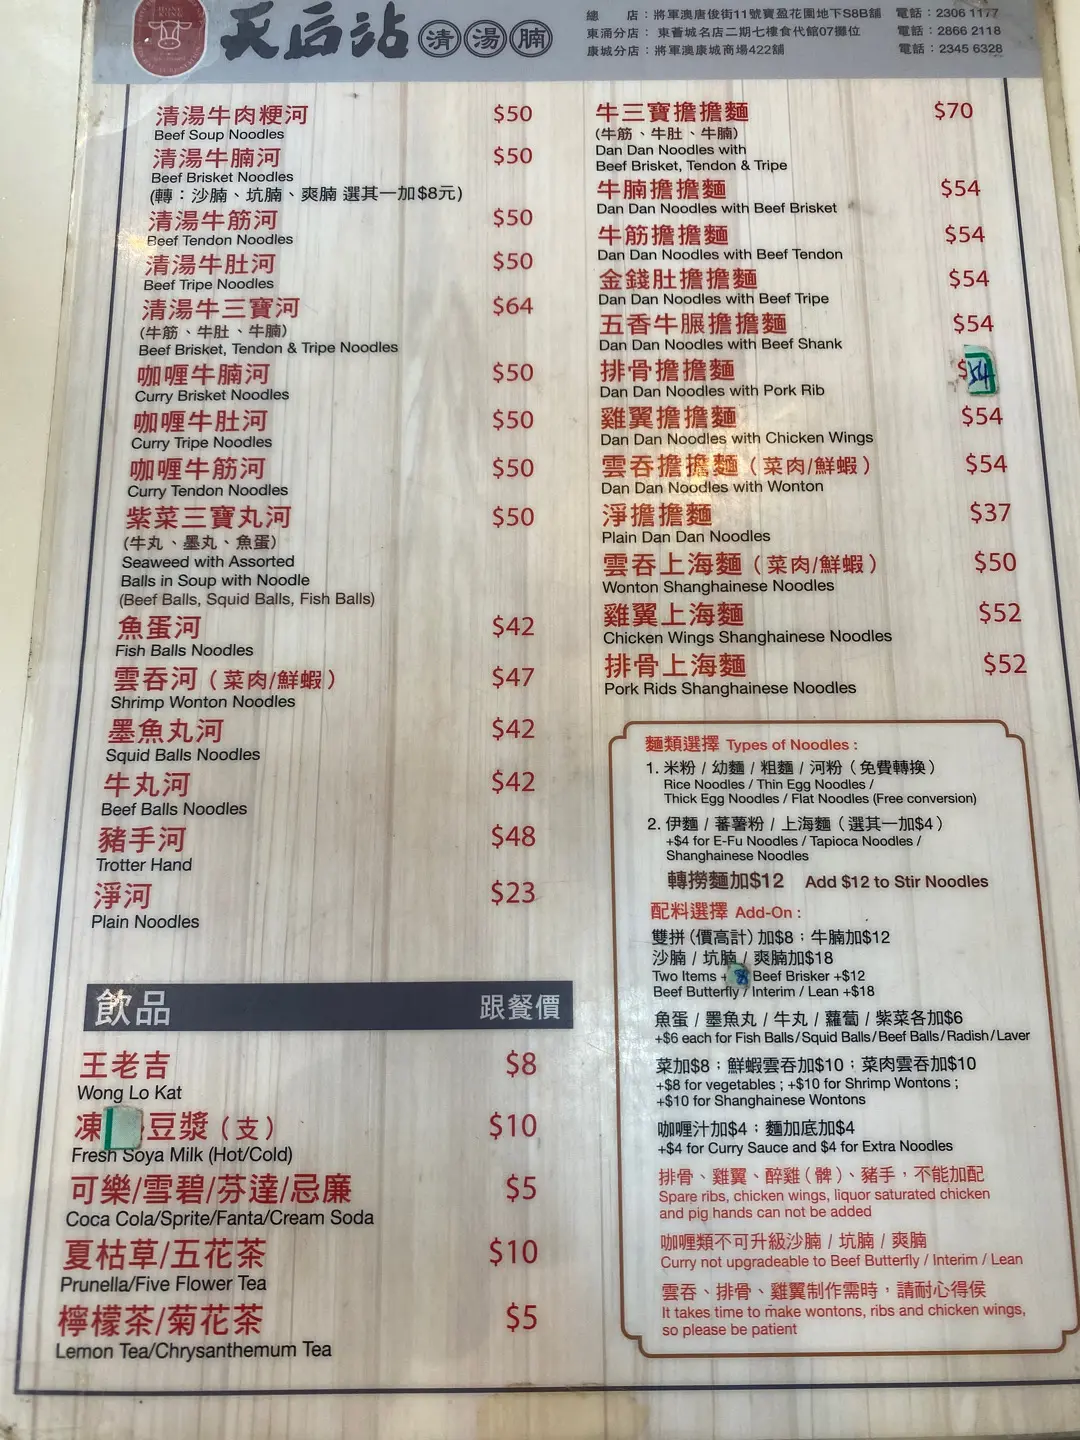 HONG KONG
天后站 清湯腩
總 店：將軍澳唐俊街11號寶盈花園地下S8B舖 電話：2306 1177
東涌分店：東薈城名店二期七樓食代館07攤位 電話：2866 2118
康城分店：將軍澳康城商場422舖 電話：2345 6328
清湯牛肉粳河 $50
Beef Soup Noodles
清湯牛腩河 $50
Beef Brisket Noodles
(轉：沙腩、坑腩、爽腩 選其一加$8元)
清湯牛筋河 $50
Beef Tendon Noodles
清湯牛肚河 $50
Beef Tripe Noodles
清湯牛三寶河 $64
(牛筋、牛肚、牛腩)
Beef Brisket, Tendon & Tripe Noodles
咖喱牛腩河 $50
Curry Brisket Noodles
咖喱牛肚河 $50
Curry Tripe Noodles
咖喱牛筋河 $50
Curry Tendon Noodles
紫菜三寶丸河 $50
(牛丸、墨丸、魚蛋)
Seaweed with Assorted
Balls in Soup with Noodle
(Beef Balls, Squid Balls, Fish Balls)
魚蛋河 $42
Fish Balls Noodles
雲吞河（菜肉/鮮蝦） $47
Shrimp Wonton Noodles
墨魚丸河 $42
Squid Balls Noodles
牛丸河 $42
Beef Balls Noodles
豬手河 $48
Trotter Hand
淨河 $23
Plain Noodles
飲品 跟餐價
王老吉 $8
Wong Lo Kat
凍 豆漿（支） $10
Fresh Soya Milk (Hot/Cold)
可樂/雪碧/芬達/忌廉 $5
Coca Cola/Sprite/Fanta/Cream Soda
夏枯草/五花茶 $10
Prunella/Five Flower Tea
檸檬茶/菊花茶 $5
Lemon Tea/Chrysanthemum Tea
牛三寶擔擔麵 $70
(牛筋、牛肚、牛腩)
Dan Dan Noodles with
Beef Brisket, Tendon & Tripe
牛腩擔擔麵 $54
Dan Dan Noodles with Beef Brisket
牛筋擔擔麵 $54
Dan Dan Noodles with Beef Tendon
金錢肚擔擔麵 $54
Dan Dan Noodles with Beef Tripe
五香牛𦟌擔擔麵 $54
Dan Dan Noodles with Beef Shank
排骨擔擔麵 $54
Dan Dan Noodles with Pork Rib
雞翼擔擔麵 $54
Dan Dan Noodles with Chicken Wings
雲吞擔擔麵（菜肉/鮮蝦） $54
Dan Dan Noodles with Wonton
淨擔擔麵 $37
Plain Dan Dan Noodles
雲吞上海麵（菜肉/鮮蝦） $50
Wonton Shanghainese Noodles
雞翼上海麵 $52
Chicken Wings Shanghainese Noodles
排骨上海麵 $52
Pork Rids Shanghainese Noodles
麵類選擇 Types of Noodles :
1. 米粉 / 幼麵 / 粗麵 / 河粉（免費轉換）
Rice Noodles / Thin Egg Noodles /
Thick Egg Noodles / Flat Noodles (Free conversion)
2. 伊麵 / 蕃薯粉 / 上海麵（選其一加$4）
+$4 for E-Fu Noodles / Tapioca Noodles /
Shanghainese Noodles
轉撈麵加$12 Add $12 to Stir Noodles
配料選擇 Add-On :
雙拼（價高計）加$8；牛腩加$12
沙腩 / 坑腩 / 爽腩加$18
Two Items + 8 Beef Brisker +$12
Beef Butterfly / Interim / Lean +$18
魚蛋 / 墨魚丸 / 牛丸 / 蘿蔔 / 紫菜各加$6
+$6 each for Fish Balls/Squid Balls/Beef Balls/Radish/Laver
菜加$8；鮮蝦雲吞加$10；菜肉雲吞加$10
+$8 for vegetables ; +$10 for Shrimp Wontons ;
+$10 for Shanghainese Wontons
咖喱汁加$4；麵加底加$4
+$4 for Curry Sauce and $4 for Extra Noodles
排骨、雞翼、醉雞（髀）、豬手，不能加配
Spare ribs, chicken wings, liquor saturated chicken
and pig hands can not be added
咖喱類不可升級沙腩 / 坑腩 / 爽腩
Curry not upgradeable to Beef Butterfly / Interim / Lean
雲吞、排骨、雞翼制作需時，請耐心得侯
It takes time to make wontons, ribs and chicken wings,
so please be patient